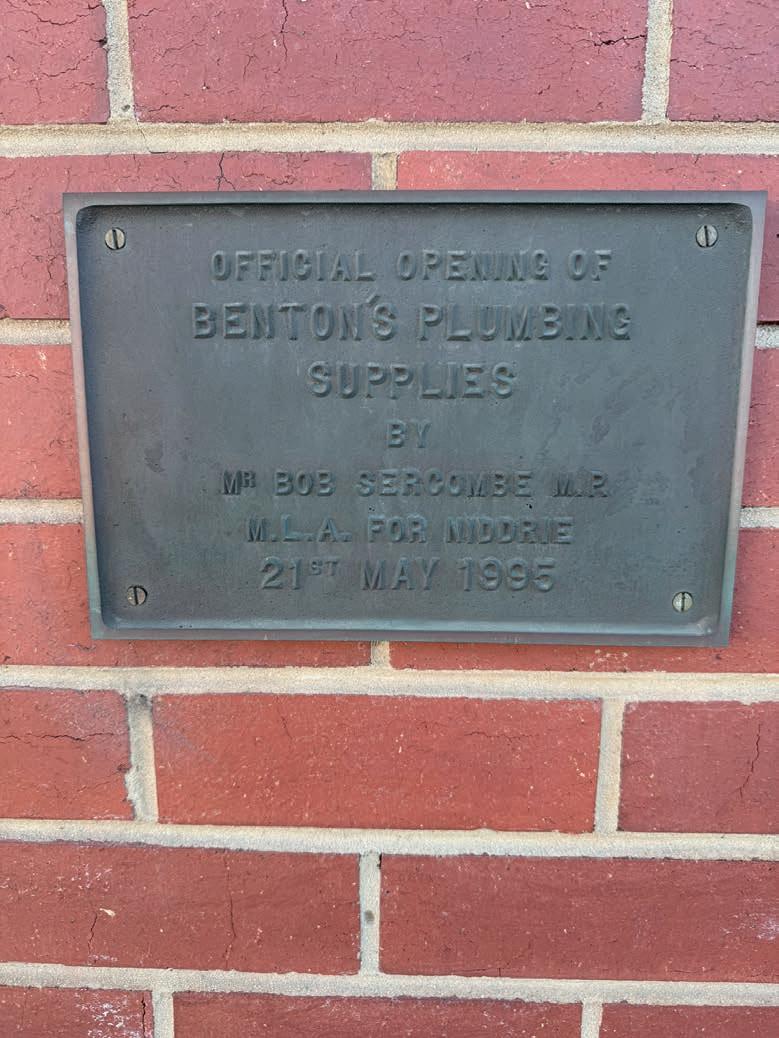 OFFICIAL OPENING OF
BENTON'S PLUMBING
SUPPLIES
BY
MR BOB SERCOMBE M.P.
M.L.A. FOR NIDDRIE
21ST MAY 1995